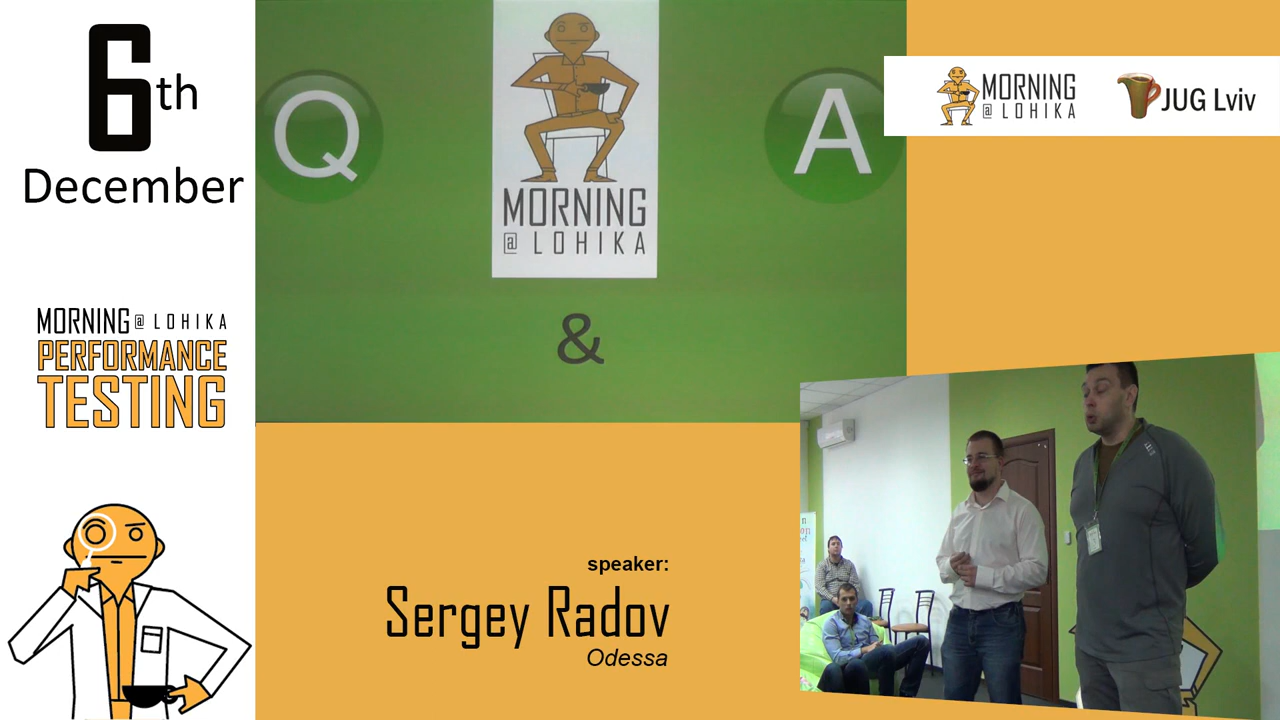 6th
December
MORNING @ LOHIKA
PERFORMANCE
TESTING
Q
A
MORNING
@ LOHIKA
&
MORNING
@ LOHIKA
JUG Lviv
speaker:
Sergey Radov
Odessa